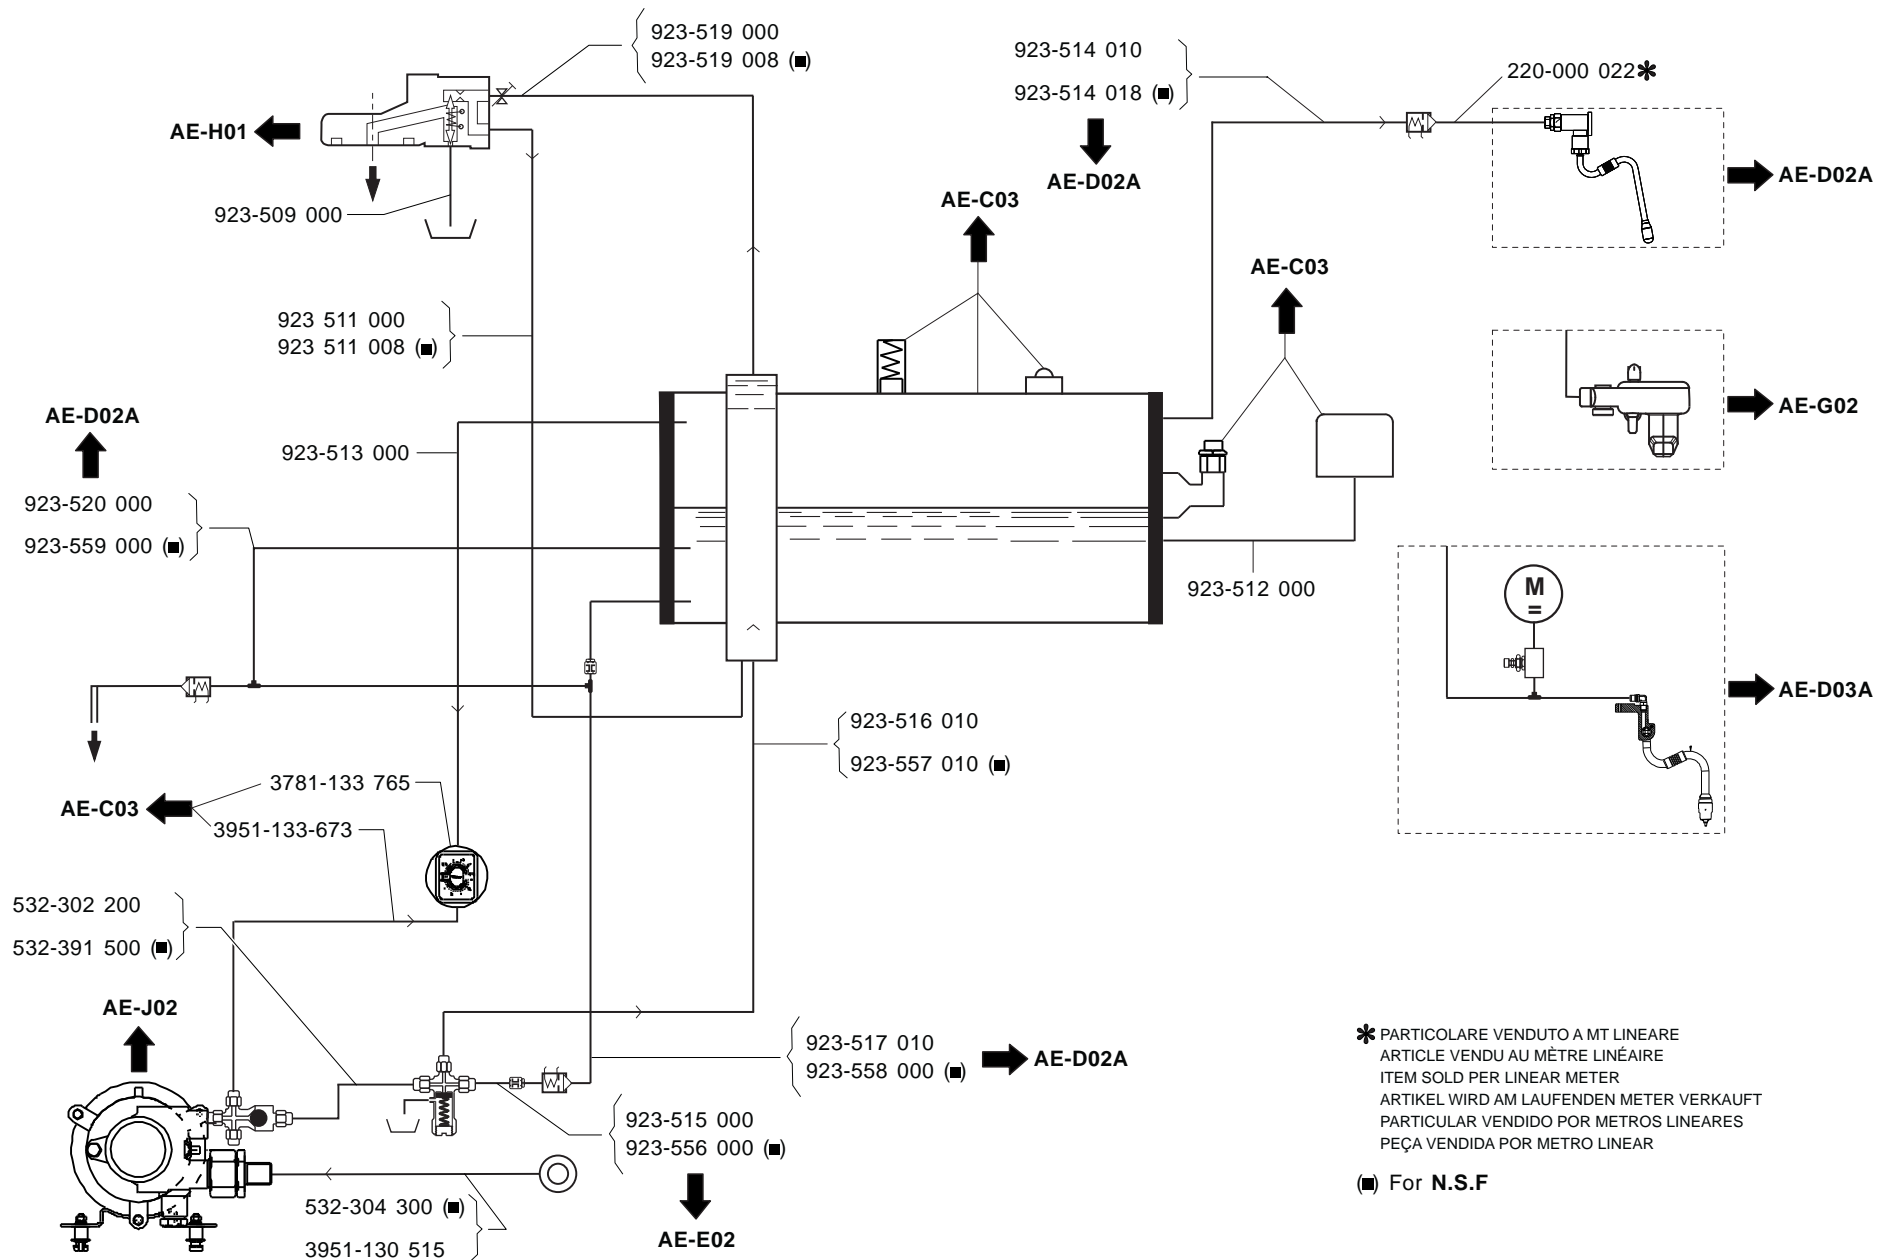 923-519 000
923-519 008 (■)
AE-H01
923-509 000
923-514 010
923-514 018 (■)
AE-D02A
220-000 022✱
AE-D02A
AE-C03
AE-C03
923 511 000
923 511 008 (■)
AE-G02
AE-D02A
923-513 000
923-520 000
923-559 000 (■)
923-512 000
M
=
AE-D03A
923-516 010
923-557 010 (■)
3781-133 765
AE-C03
3951-133-673
532-302 200
532-391 500 (■)
AE-J02
923-517 010
923-558 000 (■)
AE-D02A
923-515 000
923-556 000 (■)
AE-E02
532-304 300 (■)
3951-130 515
✱ PARTICOLARE VENDUTO A MT LINEARE
ARTICLE VENDU AU MÈTRE LINÉAIRE
ITEM SOLD PER LINEAR METER
ARTIKEL WIRD AM LAUFENDEN METER VERKAUFT
PARTICULAR VENDIDO POR METROS LINEARES
PEÇA VENDIDA POR METRO LINEAR
(■) For N.S.F